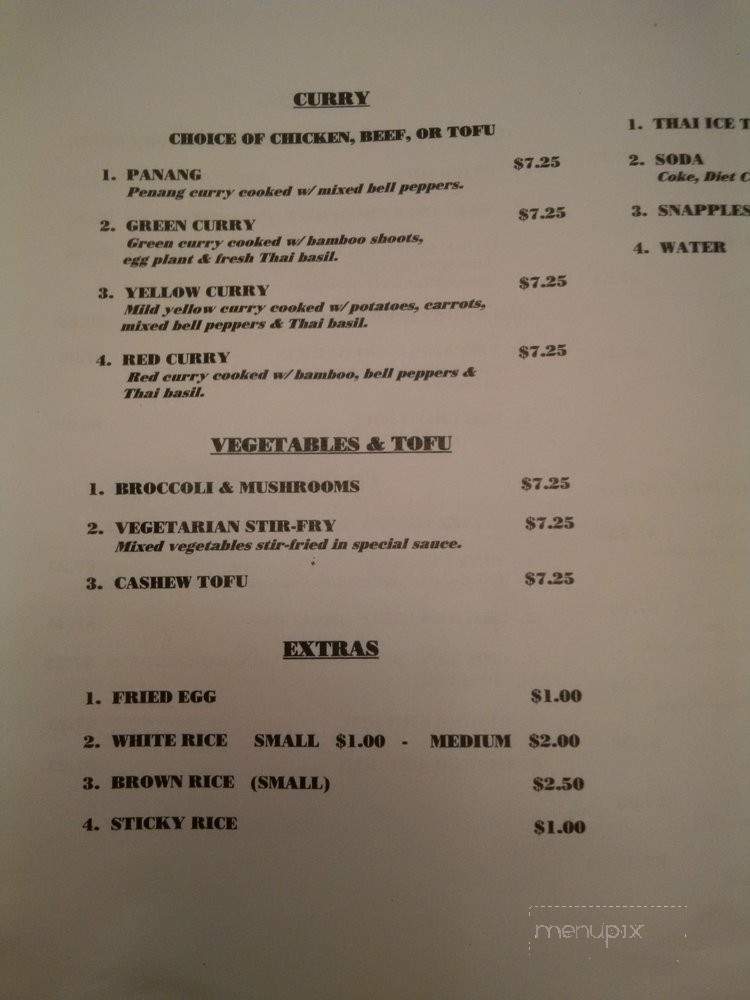 CURRY
CHOICE OF CHICKEN, BEEF, OR TOFU
1. PANANG $7.25
Penang curry cooked w/mixed bell peppers.
2. GREEN CURRY $7.25
Green curry cooked w/bamboo shoots,
egg plant & fresh Thai basil.
3. YELLOW CURRY $7.25
Mild yellow curry cooked w/potatoes, carrots,
mixed bell peppers & Thai basil.
4. RED CURRY $7.25
Red curry cooked w/bamboo, bell peppers &
Thai basil.
VEGETABLES & TOFU
1. BROCCOLI & MUSHROOMS $7.25
2. VEGETARIAN STIR-FRY $7.25
Mixed vegetables stir-fried in special sauce.
3. CASHEW TOFU $7.25
EXTRAS
1. FRIED EGG $1.00
2. WHITE RICE SMALL $1.00 - MEDIUM $2.00
3. BROWN RICE (SMALL) $2.50
4. STICKY RICE $1.00
1. THAI ICE T
2. SODA
Coke, Diet C
3. SNAPPLES
4. WATER
menupix